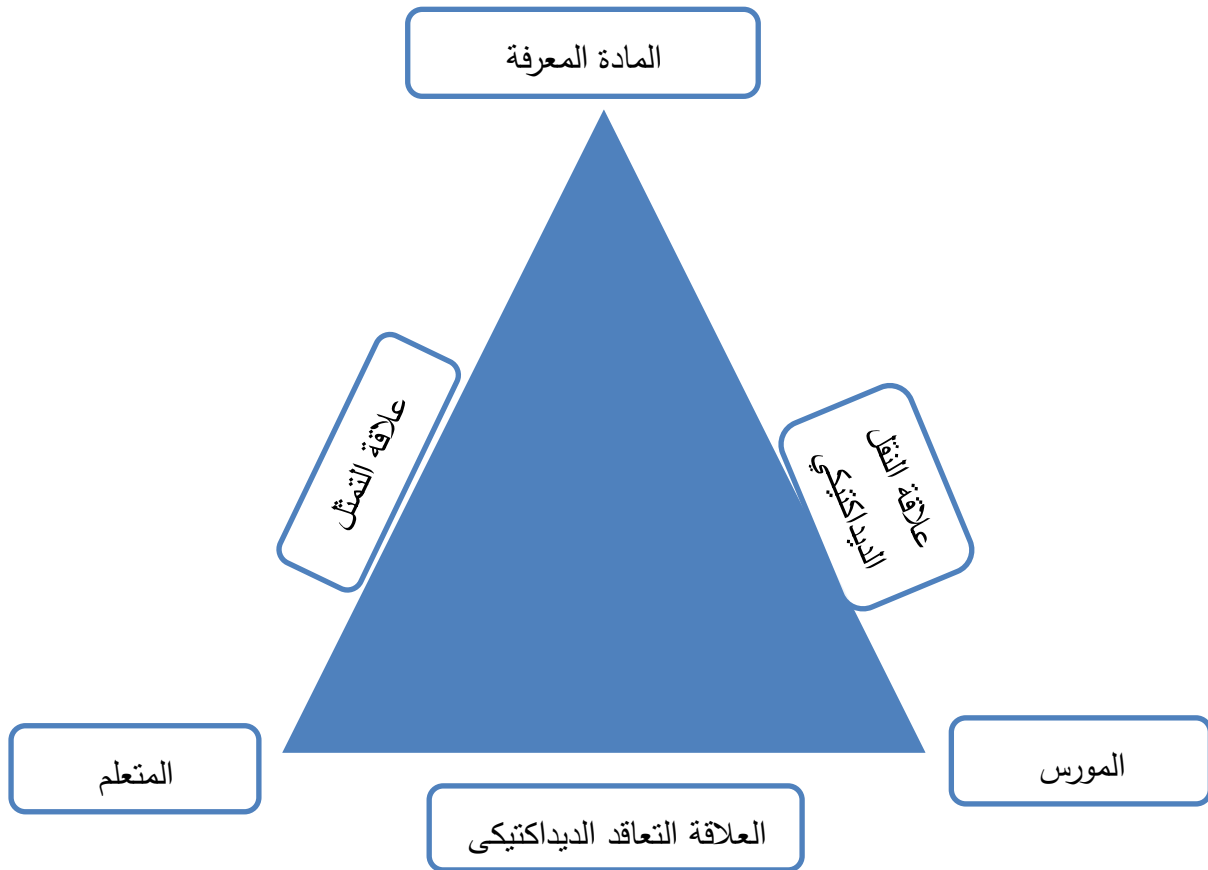 المادة المعرفة
علاقة النقل
الديداكتيكي
علاقة التمثل
المورس
المتعلم
العلاقة التعاقد الديداكتيكى